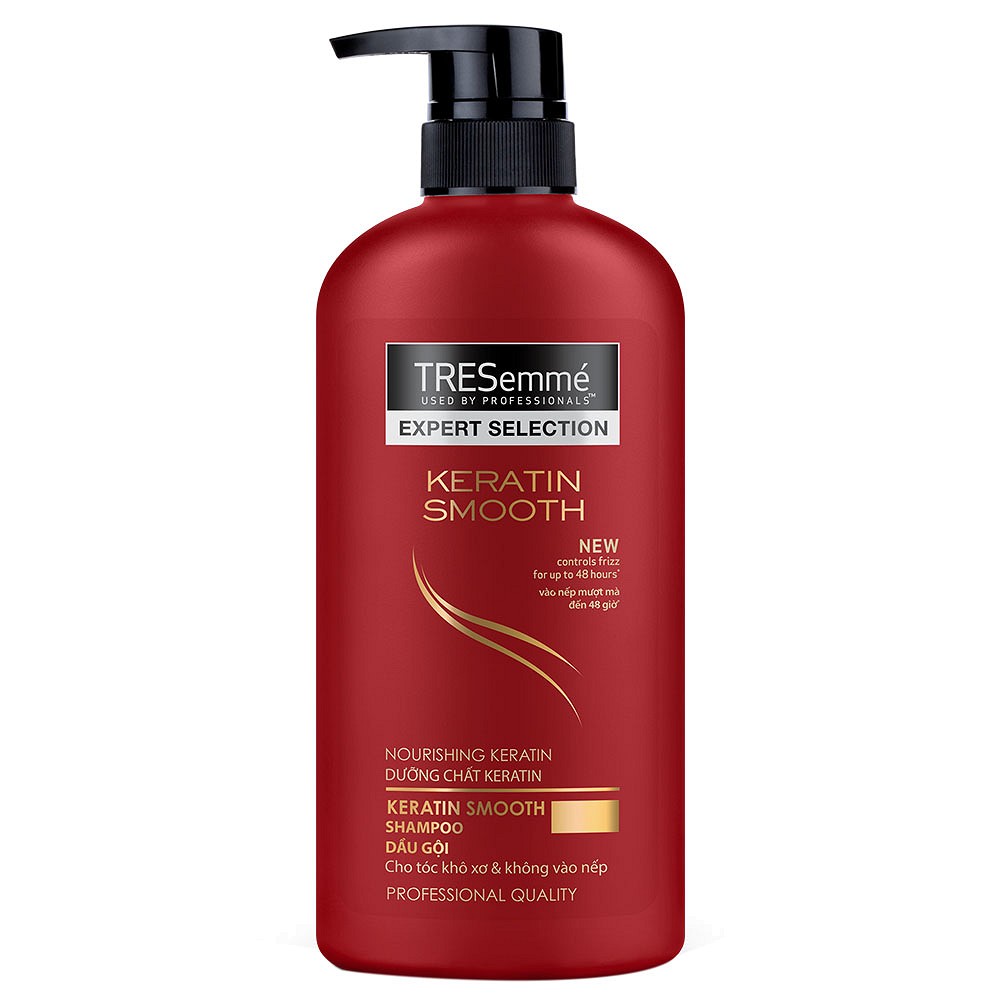 TRESemmé
USED BY PROFESSIONALS™
EXPERT SELECTION
KERATIN
SMOOTH
NEW
controls frizz
for up to 48 hours*
vào nếp mượt mà
đến 48 giờ*
NOURISHING KERATIN
DƯỠNG CHẤT KERATIN
KERATIN SMOOTH
SHAMPOO
DẦU GỘI
Cho tóc khô xơ & không vào nếp
PROFESSIONAL QUALITY